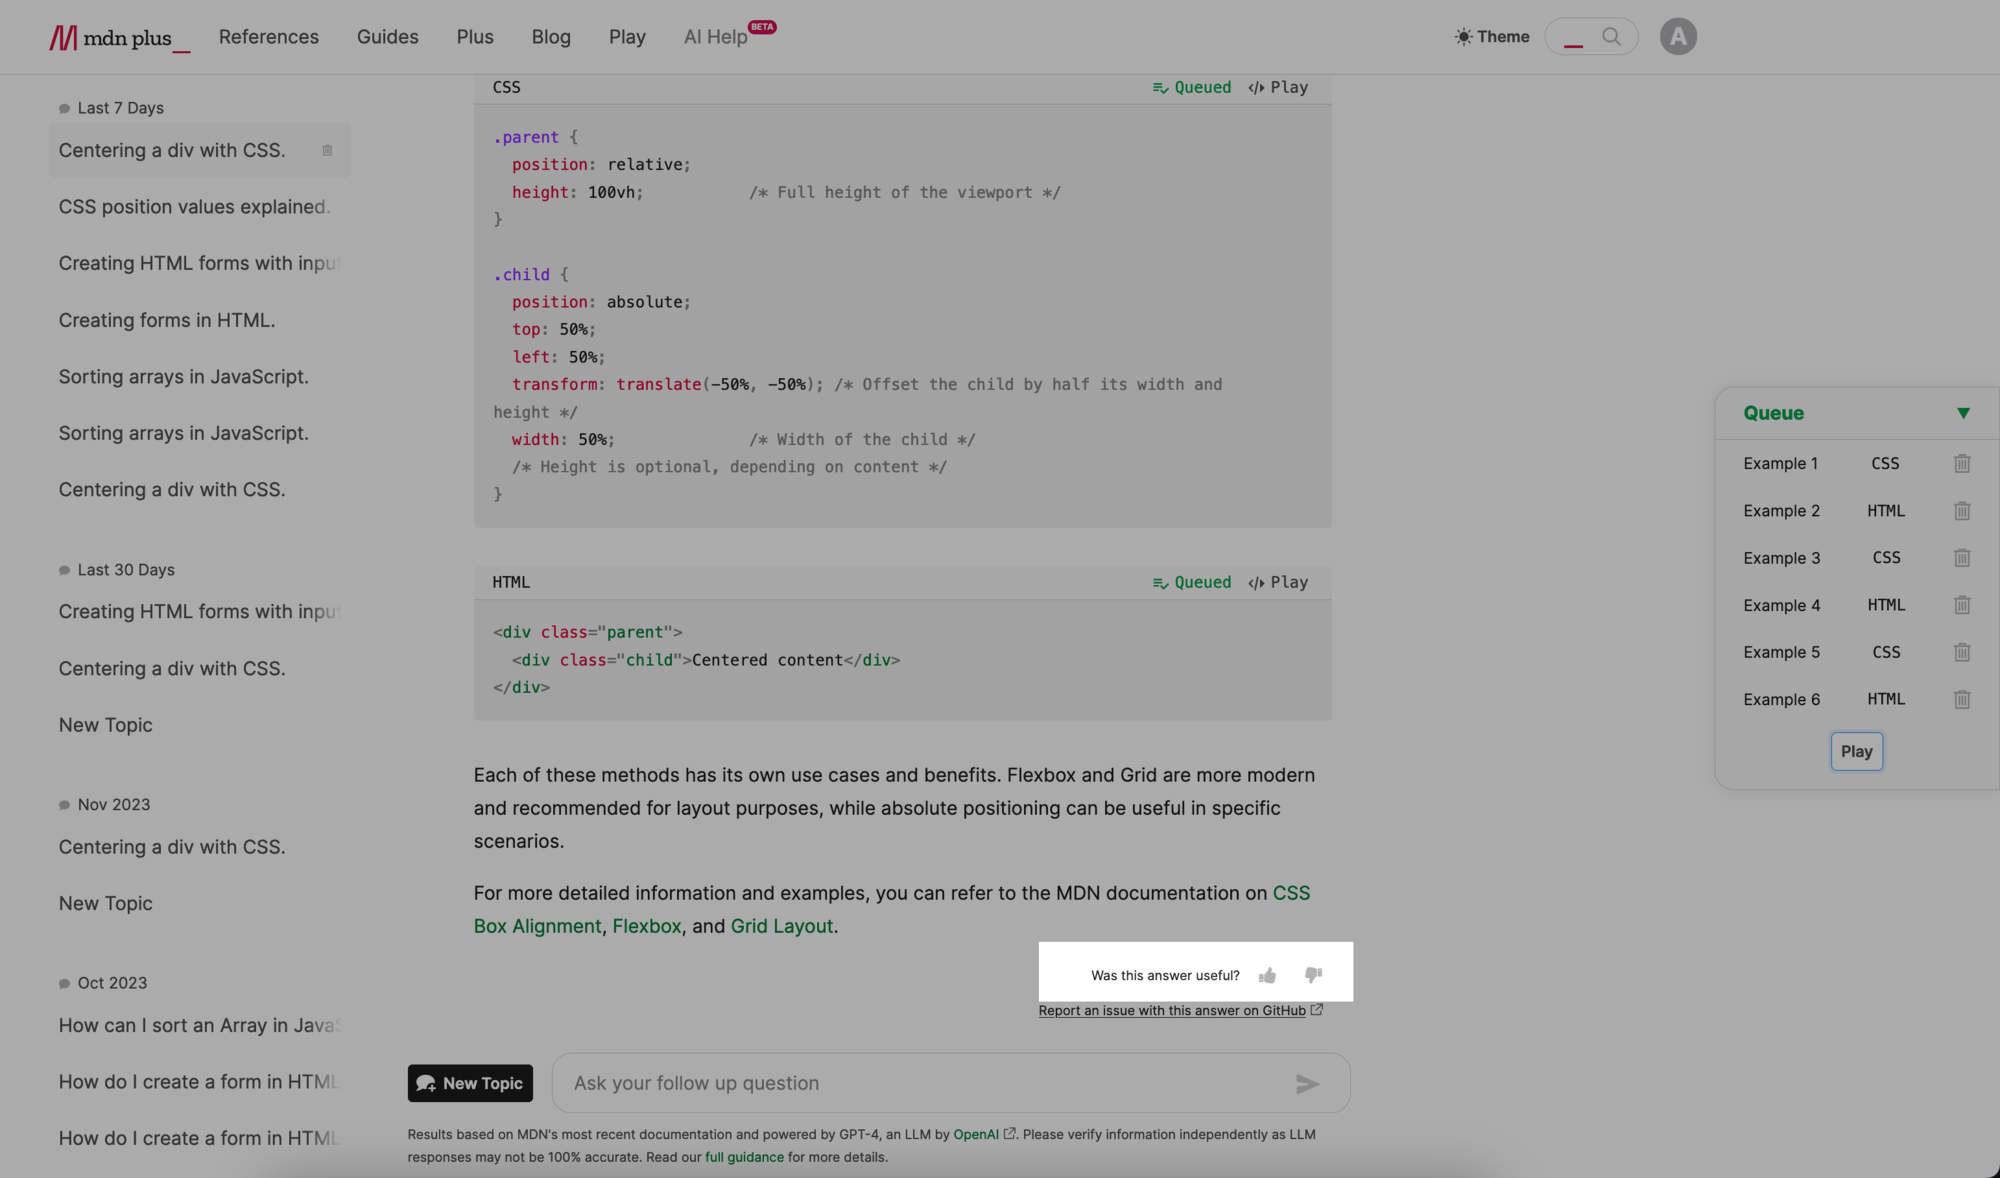 mdn plus_
References
Guides
Plus
Blog
Play
AI Help
BETA
Theme
A
Last 7 Days
Centering a div with CSS.
CSS position values explained.
Creating HTML forms with input
Creating forms in HTML.
Sorting arrays in JavaScript.
Sorting arrays in JavaScript.
Centering a div with CSS.
Last 30 Days
Creating HTML forms with input
Centering a div with CSS.
New Topic
Nov 2023
Centering a div with CSS.
New Topic
Oct 2023
How can I sort an Array in JavaS
How do I create a form in HTML
How do I create a form in HTML
CSS
Queued
Play
.parent {
  position: relative;
  height: 100vh;           /* Full height of the viewport */
}
.child {
  position: absolute;
  top: 50%;
  left: 50%;
  transform: translate(-50%, -50%); /* Offset the child by half its width and
height */
  width: 50%;              /* Width of the child */
  /* Height is optional, depending on content */
}
HTML
Queued
Play
<div class="parent">
  <div class="child">Centered content</div>
</div>
Each of these methods has its own use cases and benefits. Flexbox and Grid are more modern
and recommended for layout purposes, while absolute positioning can be useful in specific
scenarios.
For more detailed information and examples, you can refer to the MDN documentation on CSS
Box Alignment, Flexbox, and Grid Layout.
Was this answer useful?
Report an issue with this answer on GitHub
New Topic
Ask your follow up question
Results based on MDN's most recent documentation and powered by GPT-4, an LLM by OpenAI. Please verify information independently as LLM
responses may not be 100% accurate. Read our full guidance for more details.
Queue
Example 1 CSS
Example 2 HTML
Example 3 CSS
Example 4 HTML
Example 5 CSS
Example 6 HTML
Play